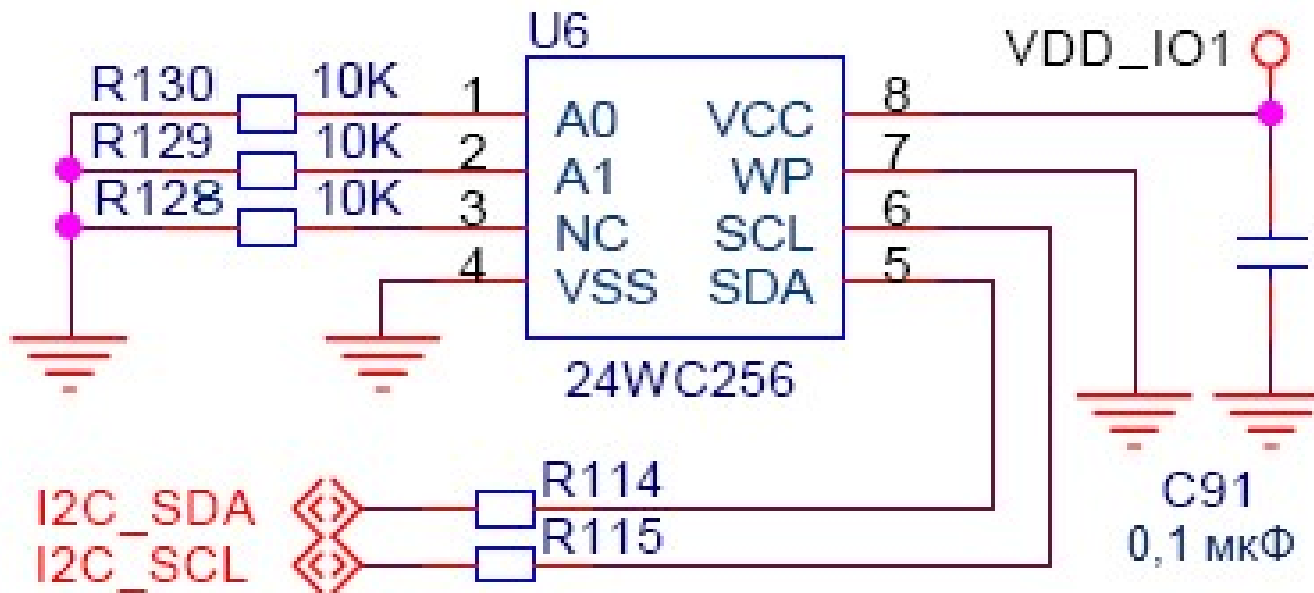 U6
VDD_IO1
R130 10K 1 A0 VCC 8
R129 10K 2 A1 WP 7
R128 10K 3 NC SCL 6
4 VSS SDA 5
24WC256
I2C_SDA R114
I2C_SCL R115
C91
0,1 мкФ